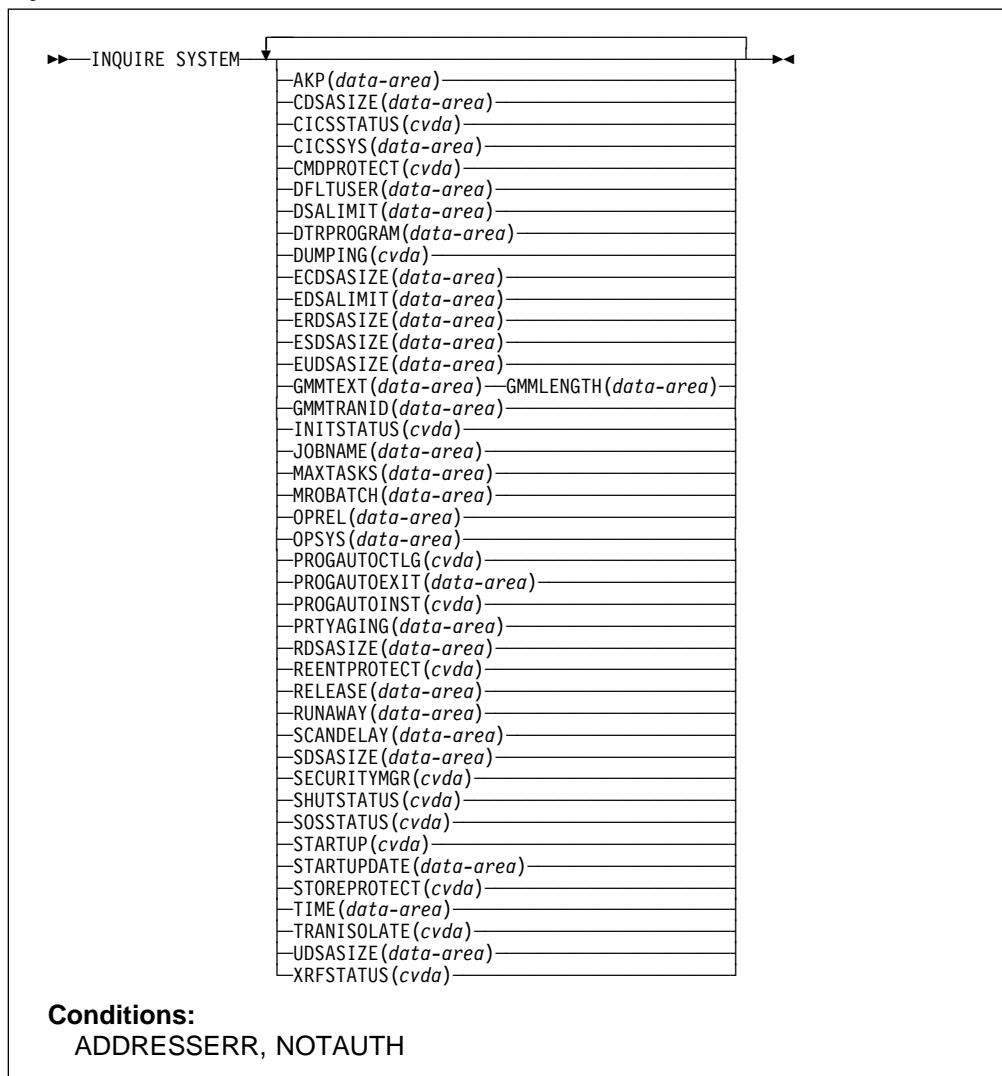 INQUIRE SYSTEM
AKP(data-area)
CDSASIZE(data-area)
CICSSTATUS(cvda)
CICSSYS(data-area)
CMDPROTECT(cvda)
DFLTUSER(data-area)
DSALIMIT(data-area)
DTRPROGRAM(data-area)
DUMPING(cvda)
ECDSASIZE(data-area)
EDSALIMIT(data-area)
ERDSASIZE(data-area)
ESDSASIZE(data-area)
EUDSASIZE(data-area)
GMMTEXT(data-area) GMMLENGTH(data-area)
GMMTRANID(data-area)
INITSTATUS(cvda)
JOBNAME(data-area)
MAXTASKS(data-area)
MROBATCH(data-area)
OPREL(data-area)
OPSYS(data-area)
PROGAUTOCTLG(cvda)
PROGAUTOEXIT(data-area)
PROGAUTOINST(cvda)
PRTYAGING(data-area)
RDSASIZE(data-area)
REENTPROTECT(cvda)
RELEASE(data-area)
RUNAWAY(data-area)
SCANDELAY(data-area)
SDSASIZE(data-area)
SECURITYMGR(cvda)
SHUTSTATUS(cvda)
SOSSTATUS(cvda)
STARTUP(cvda)
STARTUPDATE(data-area)
STOREPROTECT(cvda)
TIME(data-area)
TRANISOLATE(cvda)
UDSASIZE(data-area)
XRFSTATUS(cvda)
Conditions:
ADDRESSERR, NOTAUTH